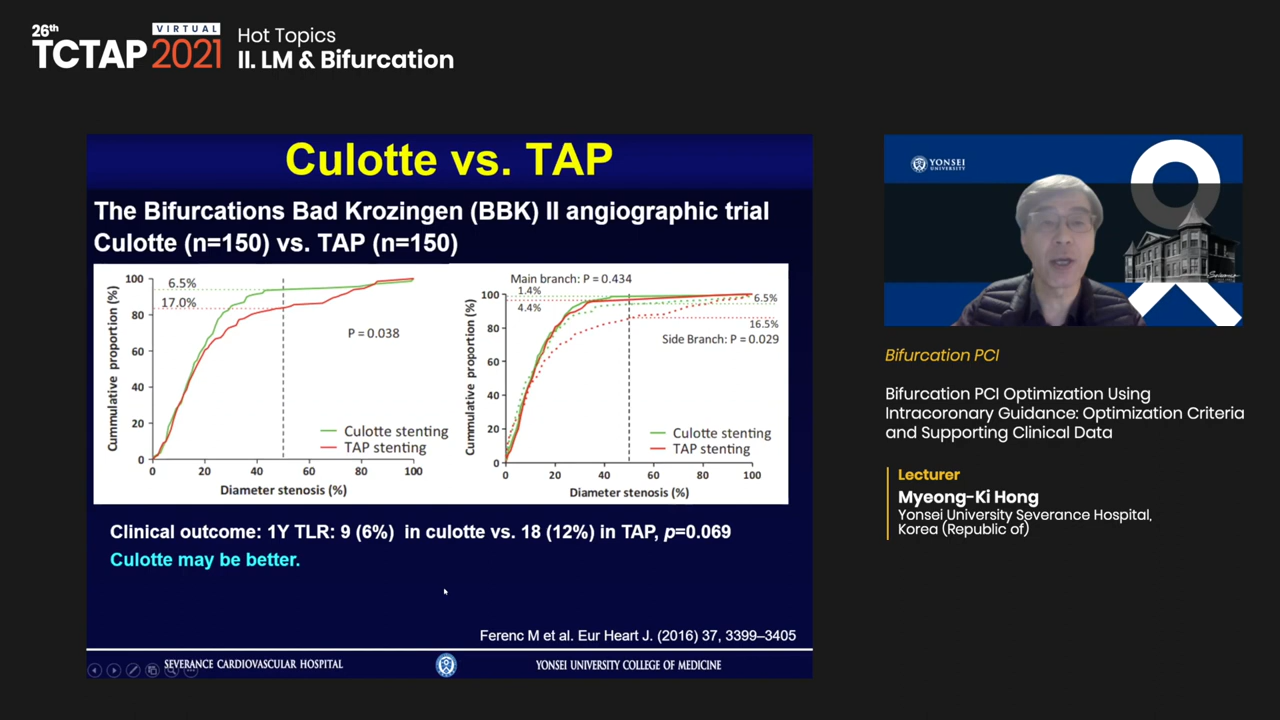 26th
VIRTUAL
TCTAP 2021
Hot Topics
II. LM & Bifurcation
Culotte vs. TAP
The Bifurcations Bad Krozingen (BBK) II angiographic trial
Culotte (n=150) vs. TAP (n=150)
Cummulative proportion (%)
100
80
60
40
20
0
6.5%
17.0%
P = 0.038
Culotte stenting
TAP stenting
0 20 40 60 80 100
Diameter stenosis (%)
Cummulative proportion (%)
Main branch: P = 0.434
100
80
60
40
20
0
1.4%
4.4%
6.5%
16.5%
Side Branch: P = 0.029
Culotte stenting
TAP stenting
0 20 40 60 80 100
Diameter stenosis (%)
Clinical outcome: 1Y TLR: 9 (6%) in culotte vs. 18 (12%) in TAP, p=0.069
Culotte may be better.
Ferenc M et al. Eur Heart J. (2016) 37, 3399–3405
SEVERANCE CARDIOVASCULAR HOSPITAL
YONSEI UNIVERSITY COLLEGE OF MEDICINE
YONSEI
UNIVERSITY
Bifurcation PCI
Bifurcation PCI Optimization Using
Intracoronary Guidance: Optimization Criteria
and Supporting Clinical Data
Lecturer
Myeong-Ki Hong
Yonsei University Severance Hospital,
Korea (Republic of)